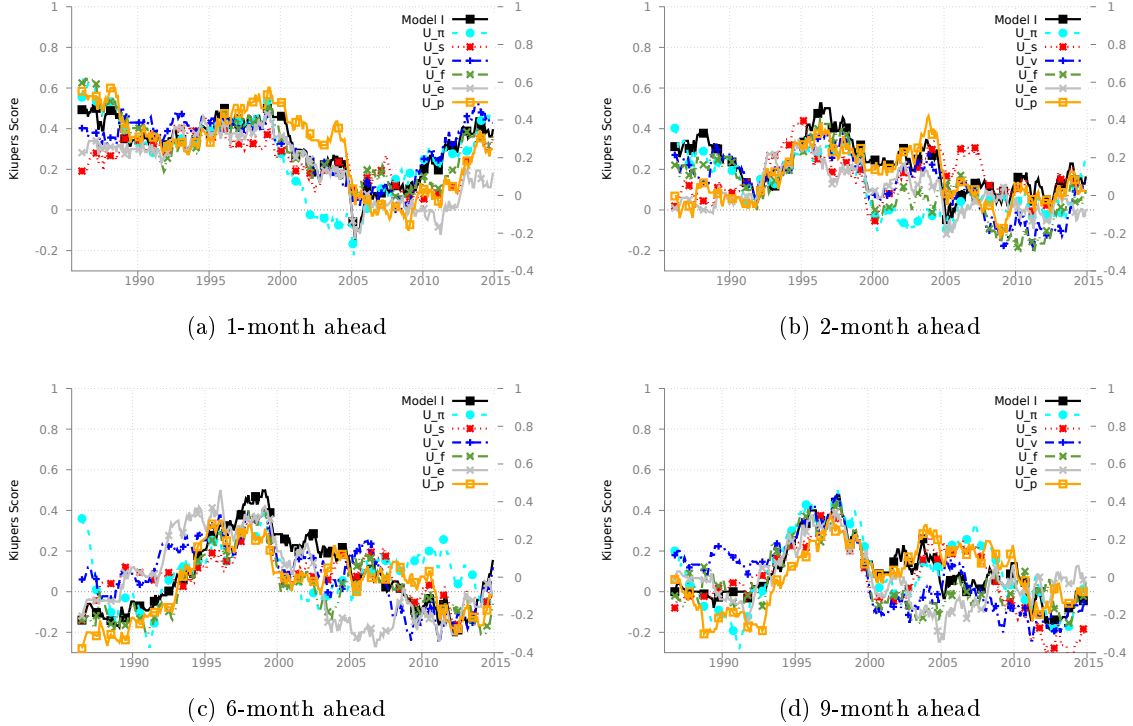 1
0.8
0.6
0.4
0.2
0
-0.2
Kiupers Score
1
0.8
0.6
0.4
0.2
0
-0.2
-0.4
Model I
U_π
U_s
U_v
U_f
U_e
U_p
1990 1995 2000 2005 2010 2015
(a) 1-month ahead
1
0.8
0.6
0.4
0.2
0
-0.2
Kiupers Score
1
0.8
0.6
0.4
0.2
0
-0.2
-0.4
Model I
U_π
U_s
U_v
U_f
U_e
U_p
1990 1995 2000 2005 2010 2015
(b) 2-month ahead
1
0.8
0.6
0.4
0.2
0
-0.2
Kiupers Score
1
0.8
0.6
0.4
0.2
0
-0.2
-0.4
Model I
U_π
U_s
U_v
U_f
U_e
U_p
1990 1995 2000 2005 2010 2015
(c) 6-month ahead
1
0.8
0.6
0.4
0.2
0
-0.2
Kiupers Score
1
0.8
0.6
0.4
0.2
0
-0.2
-0.4
Model I
U_π
U_s
U_v
U_f
U_e
U_p
1990 1995 2000 2005 2010 2015
(d) 9-month ahead